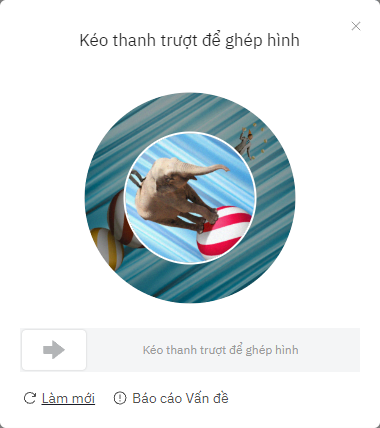 Kéo thanh trượt để ghép hình
Kéo thanh trượt để ghép hình
Làm mới
Báo cáo Vấn đề